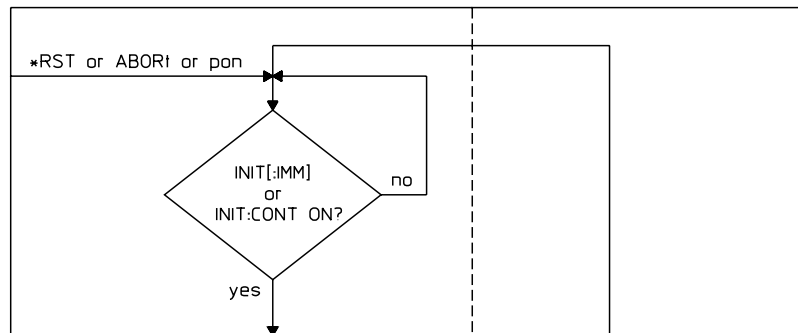 *RST or ABORt or pon
INIT[:IMM]
or
INIT:CONT ON?
no
yes